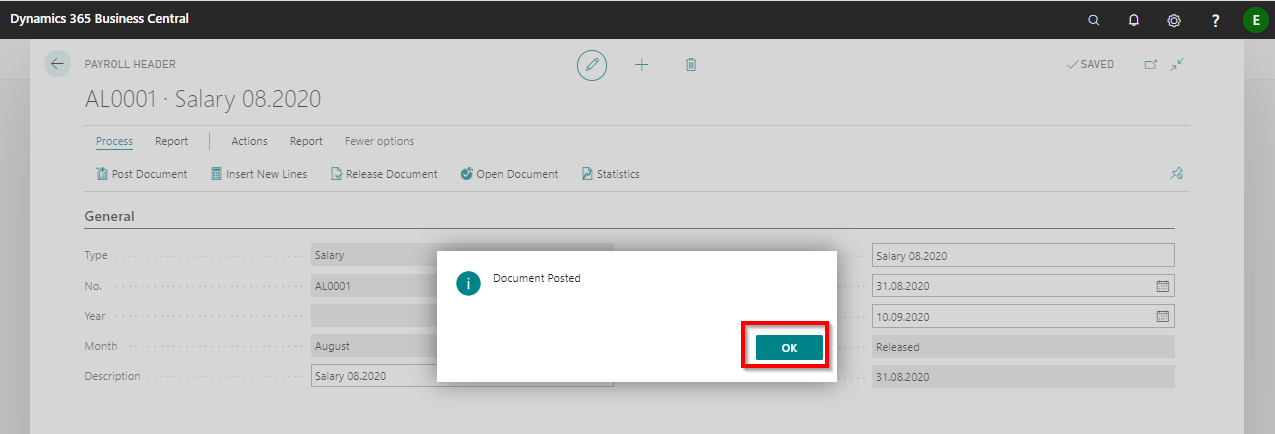 Dynamics 365 Business Central
? E
PAYROLL HEADER
SAVED
AL0001 · Salary 08.2020
Process Report Actions Report Fewer options
Post Document Insert New Lines Release Document Open Document Statistics
General
Type Salary Salary 08.2020
No. AL0001 31.08.2020
Year 10.09.2020
Month August Released
Description Salary 08.2020 31.08.2020
i Document Posted
OK